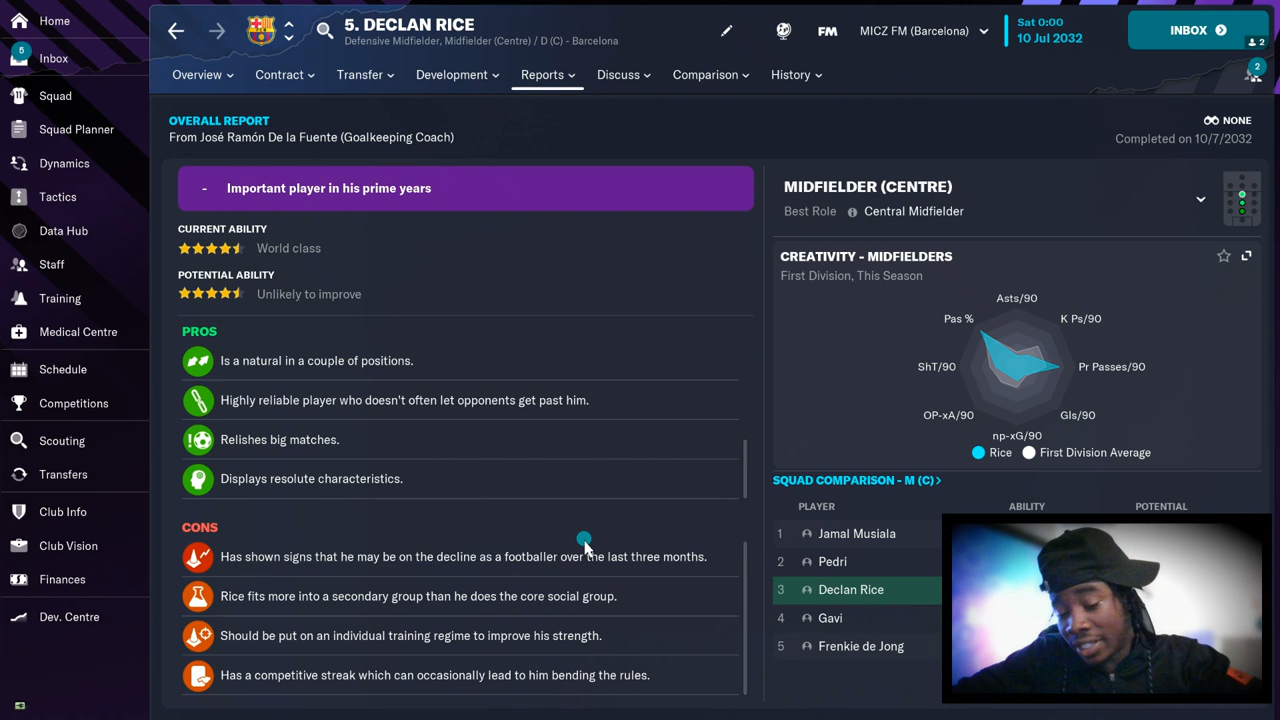 Home
5
Inbox
Squad
Squad Planner
Dynamics
Tactics
Data Hub
Staff
Training
Medical Centre
Schedule
Competitions
Scouting
Transfers
Club Info
Club Vision
Finances
Dev. Centre
5. DECLAN RICE
Defensive Midfielder, Midfielder (Centre) / D (C) - Barcelona
FM
MICZ FM (Barcelona)
Sat 0:00
10 Jul 2032
INBOX
2
Overview
Contract
Transfer
Development
Reports
Discuss
Comparison
History
2
OVERALL REPORT
From José Ramón De la Fuente (Goalkeeping Coach)
NONE
Completed on 10/7/2032
- Important player in his prime years
CURRENT ABILITY
World class
POTENTIAL ABILITY
Unlikely to improve
PROS
Is a natural in a couple of positions.
Highly reliable player who doesn't often let opponents get past him.
Relishes big matches.
Displays resolute characteristics.
CONS
Has shown signs that he may be on the decline as a footballer over the last three months.
Rice fits more into a secondary group than he does the core social group.
Should be put on an individual training regime to improve his strength.
Has a competitive streak which can occasionally lead to him bending the rules.
MIDFIELDER (CENTRE)
Best Role Central Midfielder
CREATIVITY - MIDFIELDERS
First Division, This Season
Asts/90
Pas %
K Ps/90
ShT/90
Pr Passes/90
OP-xA/90
Gls/90
np-xG/90
Rice
First Division Average
SQUAD COMPARISON - M (C)
PLAYER ABILITY POTENTIAL
1 Jamal Musiala
2 Pedri
3 Declan Rice
4 Gavi
5 Frenkie de Jong